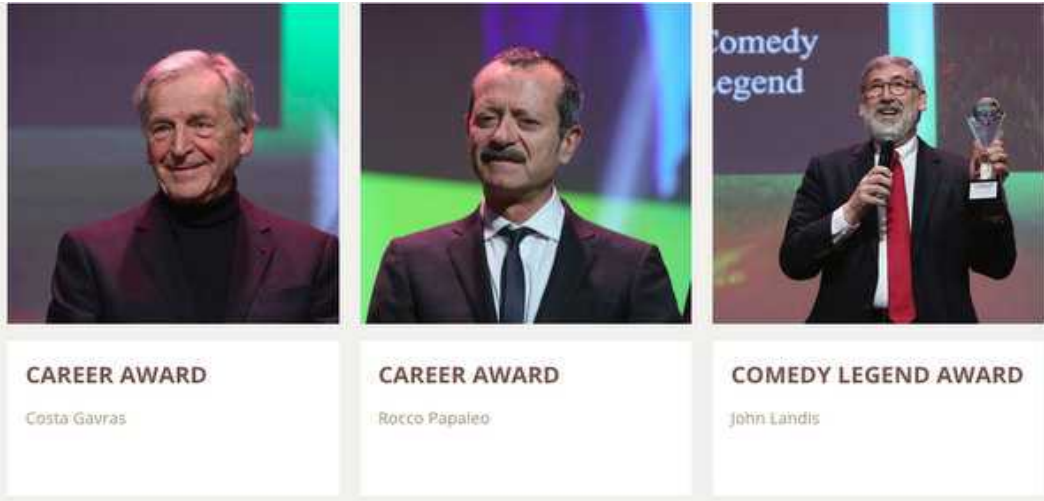 Comedy
Legend
CAREER AWARD
Costa Gavras
CAREER AWARD
Rocco Papaleo
COMEDY LEGEND AWARD
John Landis